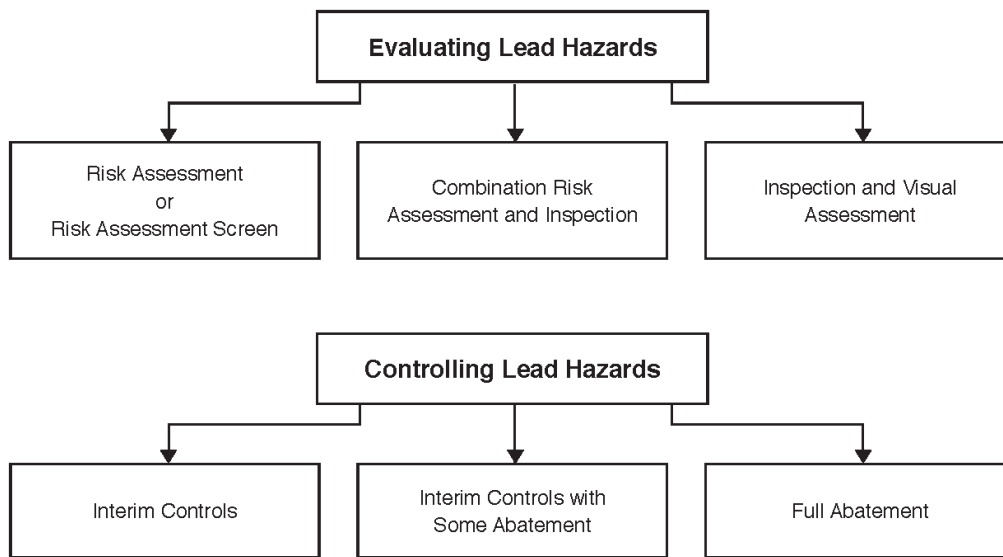 Evaluating Lead Hazards
Risk Assessment
or
Risk Assessment Screen
Combination Risk
Assessment and Inspection
Inspection and Visual
Assessment
Controlling Lead Hazards
Interim Controls
Interim Controls with
Some Abatement
Full Abatement